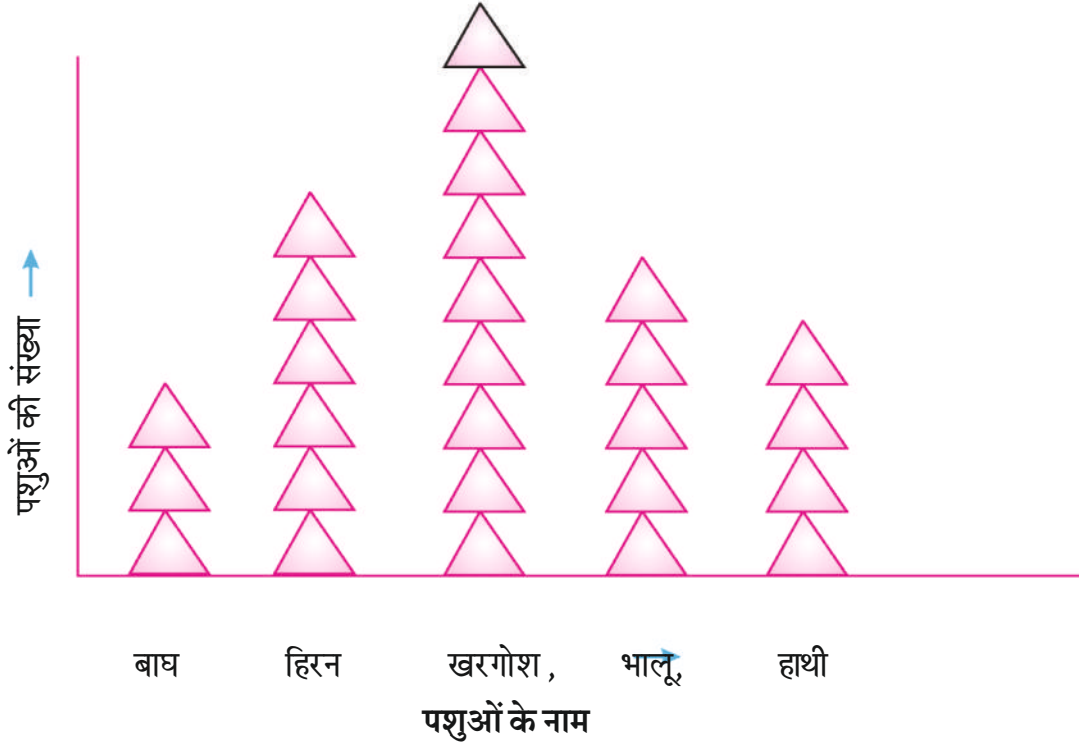 पशुओं की संख्या
बाघ हिरन खरगोश, भालू, हाथी
पशुओं के नाम